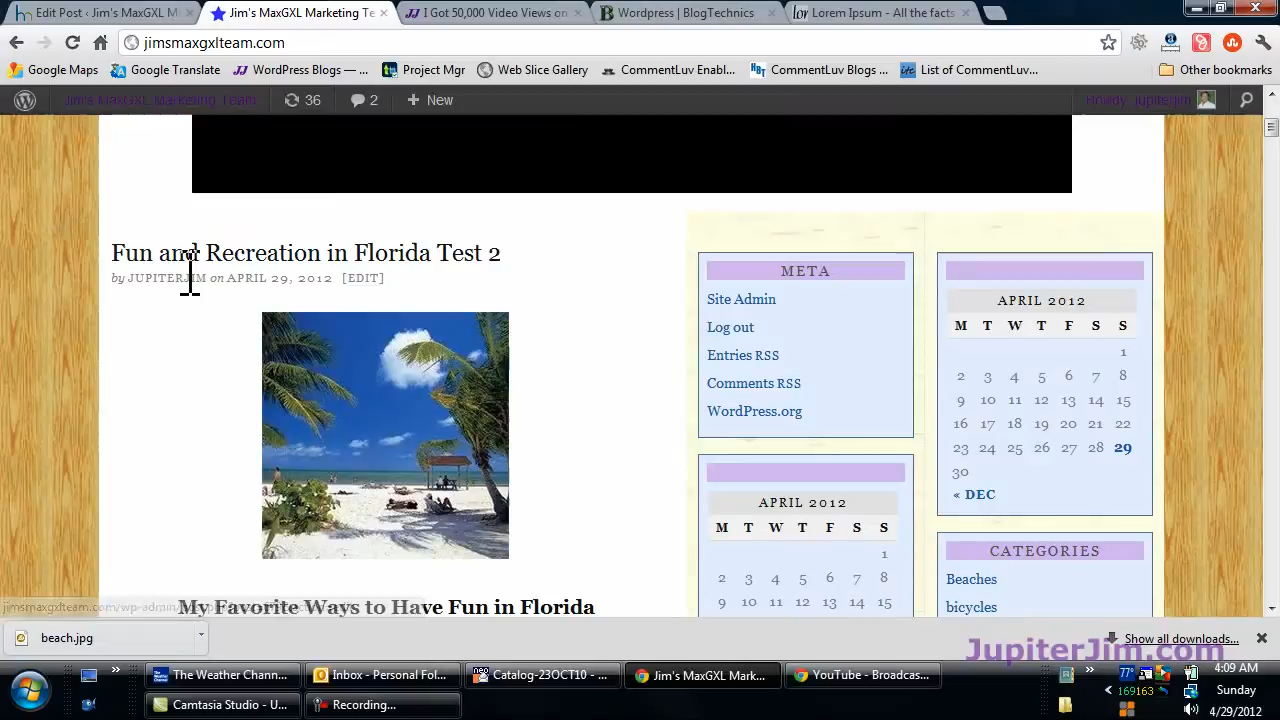 Edit Post ‹ Jim's MaxGXL M
Jim's MaxGXL Marketing Te
I Got 50,000 Video Views on
Wordpress | BlogTechnics
Lorem Ipsum - All the facts
jimsmaxgxlteam.com
Google Maps
Google Translate
WordPress Blogs — ...
Project Mgr
Web Slice Gallery
CommentLuv Enabl...
CommentLuv Blogs ...
List of CommentLuv...
Other bookmarks
Jim's MaxGXL Marketing Team
36
2
+ New
Howdy, jupiterjim
Fun and Recreation in Florida Test 2
by JUPITERJIM on APRIL 29, 2012 [EDIT]
My Favorite Ways to Have Fun in Florida
META
Site Admin
Log out
Entries RSS
Comments RSS
WordPress.org
APRIL 2012
M T W T F S S
1
2 3 4 5 6 7 8
9 10 11 12 13 14 15
APRIL 2012
M T W T F S S
1
2 3 4 5 6 7 8
9 10 11 12 13 14 15
16 17 18 19 20 21 22
23 24 25 26 27 28 29
30
« DEC
CATEGORIES
Beaches
bicycles
beach.jpg
Show all downloads...
JupiterJim.com
The Weather Chann...
Inbox - Personal Fol...
Catalog-23OCT10 - ...
Jim's MaxGXL Mark...
YouTube - Broadcas...
Camtasia Studio - U...
Recording...
77°
169163
4:09 AM
Sunday
4/29/2012